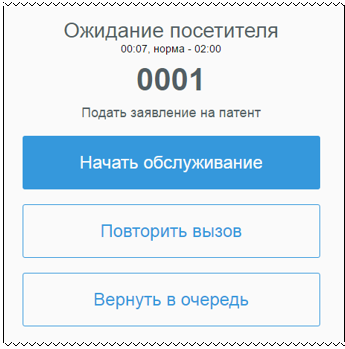 Ожидание посетителя
00:07, норма - 02:00
0001
Подать заявление на патент
Начать обслуживание
Повторить вызов
Вернуть в очередь